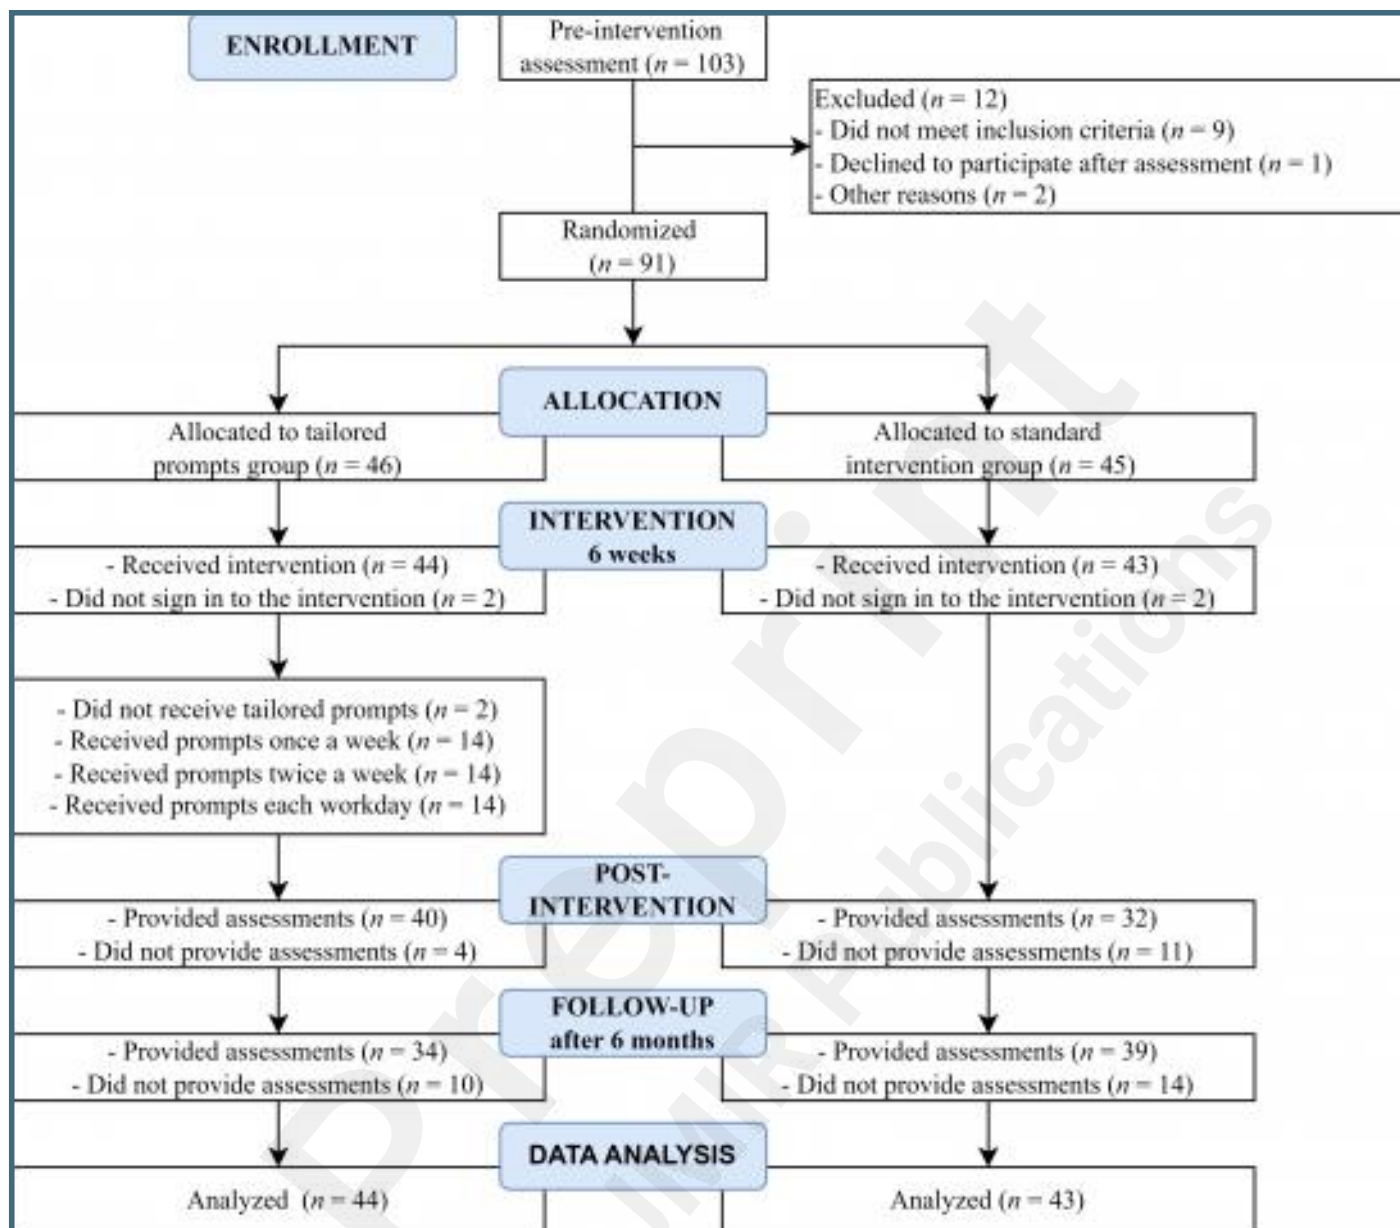 ENROLLMENT
Pre-intervention
assessment (n = 103)
Excluded (n = 12)
- Did not meet inclusion criteria (n = 9)
- Declined to participate after assessment (n = 1)
- Other reasons (n = 2)
Randomized
(n = 91)
ALLOCATION
Allocated to tailored
prompts group (n = 46)
Allocated to standard
intervention group (n = 45)
INTERVENTION
6 weeks
- Received intervention (n = 44)
- Did not sign in to the intervention (n = 2)
- Received intervention (n = 43)
- Did not sign in to the intervention (n = 2)
- Did not receive tailored prompts (n = 2)
- Received prompts once a week (n = 14)
- Received prompts twice a week (n = 14)
- Received prompts each workday (n = 14)
POST-
INTERVENTION
- Provided assessments (n = 40)
- Did not provide assessments (n = 4)
- Provided assessments (n = 32)
- Did not provide assessments (n = 11)
FOLLOW-UP
after 6 months
- Provided assessments (n = 34)
- Did not provide assessments (n = 10)
- Provided assessments (n = 39)
- Did not provide assessments (n = 14)
DATA ANALYSIS
Analyzed (n = 44)
Analyzed (n = 43)
Preprint
JMIR Publications